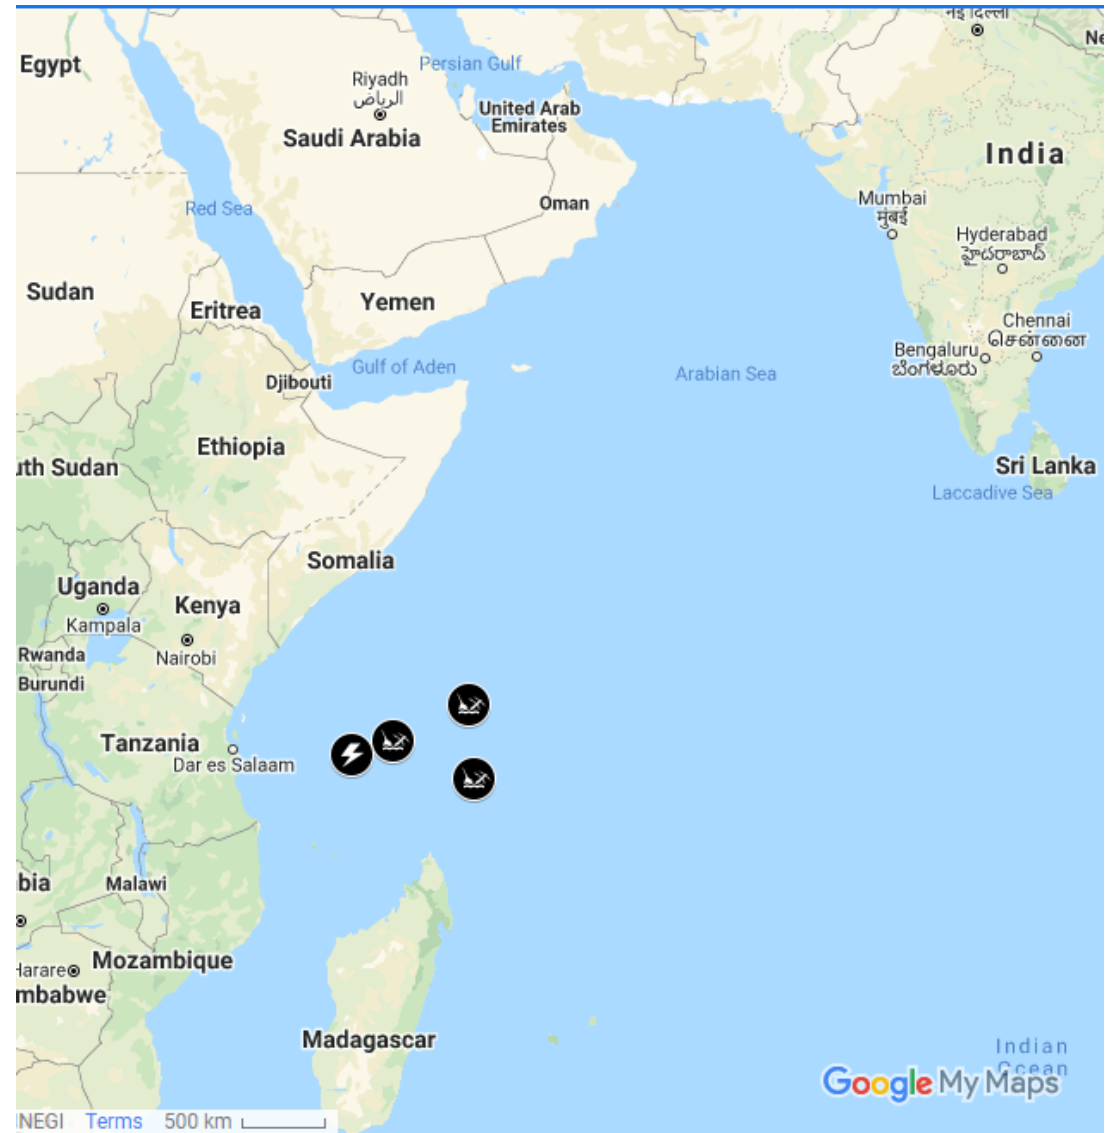 नई दिल्ली
Egypt
Persian Gulf
Riyadh
الرياض
United Arab
Emirates
Saudi Arabia
India
Mumbai
मुंबई
Oman
Red Sea
Hyderabad
హైదరాబాద్
Sudan
Yemen
Eritrea
Chennai
சென்னை
Bengaluru
ಬೆಂಗಳೂರು
Gulf of Aden
Arabian Sea
Djibouti
Ethiopia
uth Sudan
Sri Lanka
Laccadive Sea
Somalia
Uganda
Kenya
Kampala
Rwanda
Nairobi
Burundi
Tanzania
Dar es Salaam
bia
Malawi
Mozambique
Harare
mbabwe
Madagascar
Indian
Ocean
Google My Maps
INEGI Terms 500 km